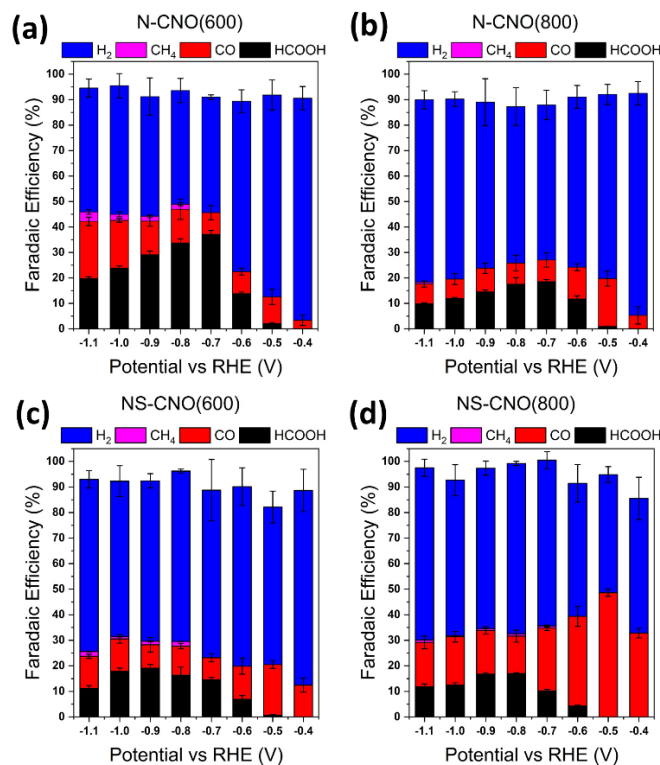 (a)
N-CNO(600)
H₂ CH₄ CO HCOOH
Faradaic Efficiency (%)
100
90
80
70
60
50
40
30
20
10
0
-1.1 -1.0 -0.9 -0.8 -0.7 -0.6 -0.5 -0.4
Potential vs RHE (V)
(b)
N-CNO(800)
H₂ CH₄ CO HCOOH
Faradaic Efficiency (%)
100
90
80
70
60
50
40
30
20
10
0
-1.1 -1.0 -0.9 -0.8 -0.7 -0.6 -0.5 -0.4
Potential vs RHE (V)
(c)
NS-CNO(600)
H₂ CH₄ CO HCOOH
Faradaic Efficiency (%)
100
90
80
70
60
50
40
30
20
10
0
-1.1 -1.0 -0.9 -0.8 -0.7 -0.6 -0.5 -0.4
Potential vs RHE (V)
(d)
NS-CNO(800)
H₂ CH₄ CO HCOOH
Faradaic Efficiency (%)
100
90
80
70
60
50
40
30
20
10
0
-1.1 -1.0 -0.9 -0.8 -0.7 -0.6 -0.5 -0.4
Potential vs RHE (V)